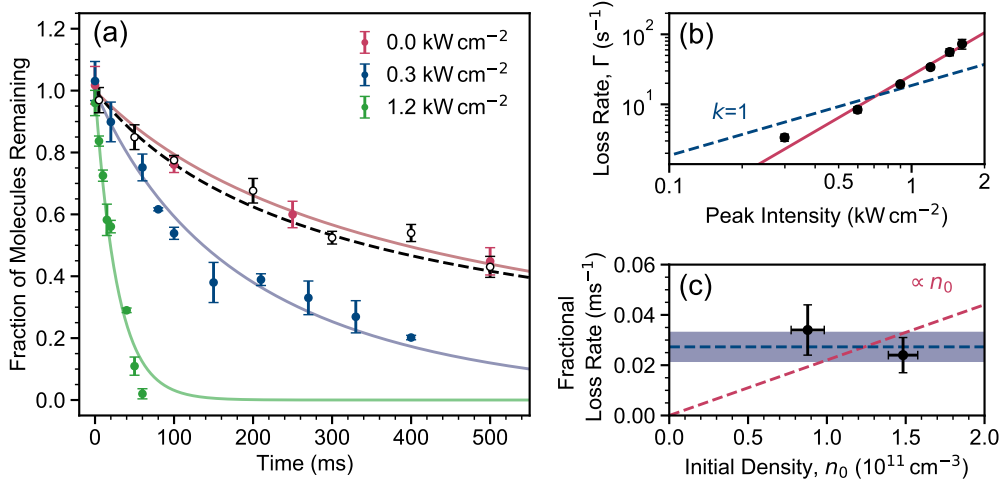 (a)
0.0 kW cm⁻²
0.3 kW cm⁻²
1.2 kW cm⁻²
Fraction of Molecules Remaining
1.2
1.0
0.8
0.6
0.4
0.2
0.0
0 100 200 300 400 500
Time (ms)
(b)
Loss Rate, Γ (s⁻¹)
10²
10¹
k=1
0.1 0.6 1 2
Peak Intensity (kW cm⁻²)
(c)
∝ n₀
Fractional
Loss Rate (ms⁻¹)
0.06
0.04
0.02
0.00
0.0 0.5 1.0 1.5 2.0
Initial Density, n₀ (10¹¹ cm⁻³)